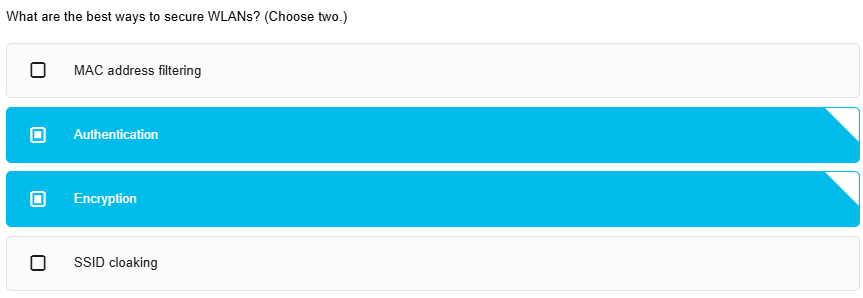 What are the best ways to secure WLANs? (Choose two.)
MAC address filtering
Authentication
Encryption
SSID cloaking